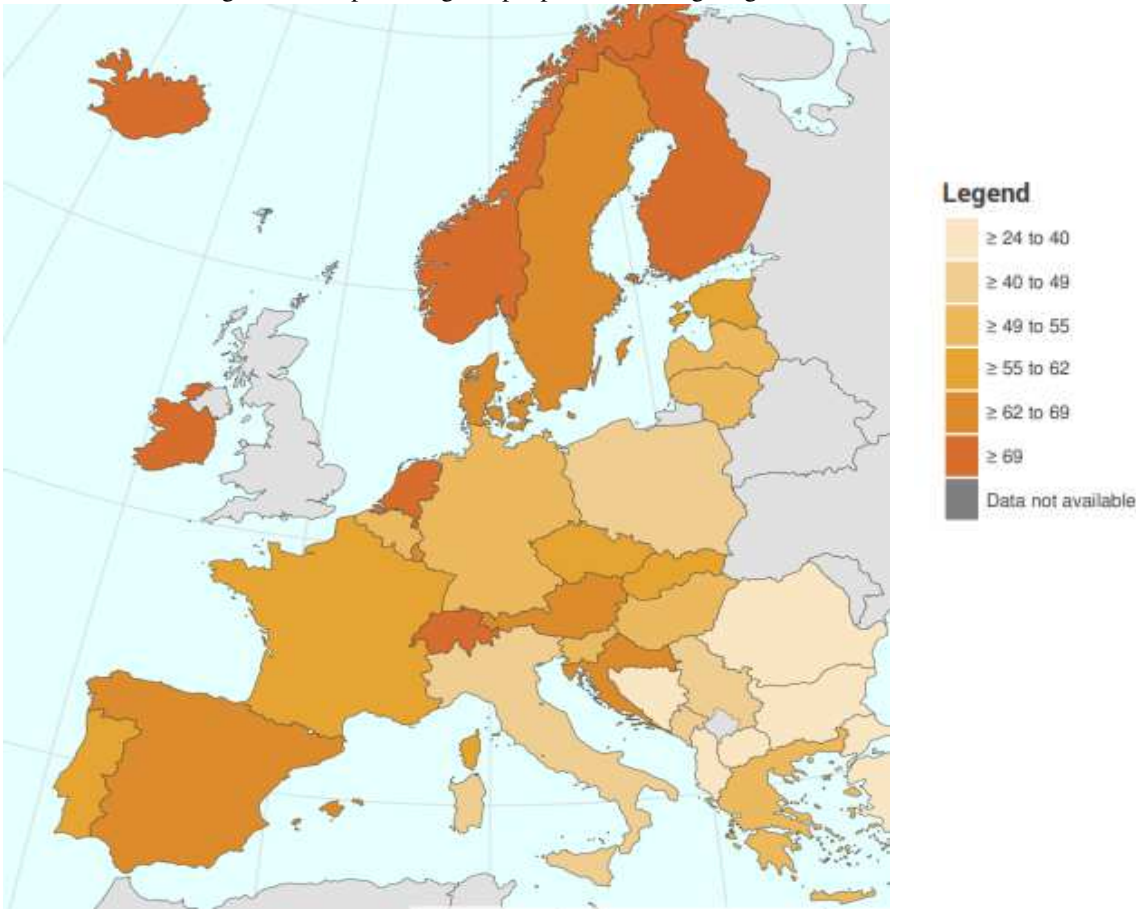 Legend
≥ 24 to 40
≥ 40 to 49
≥ 49 to 55
≥ 55 to 62
≥ 62 to 69
≥ 69
Data not available